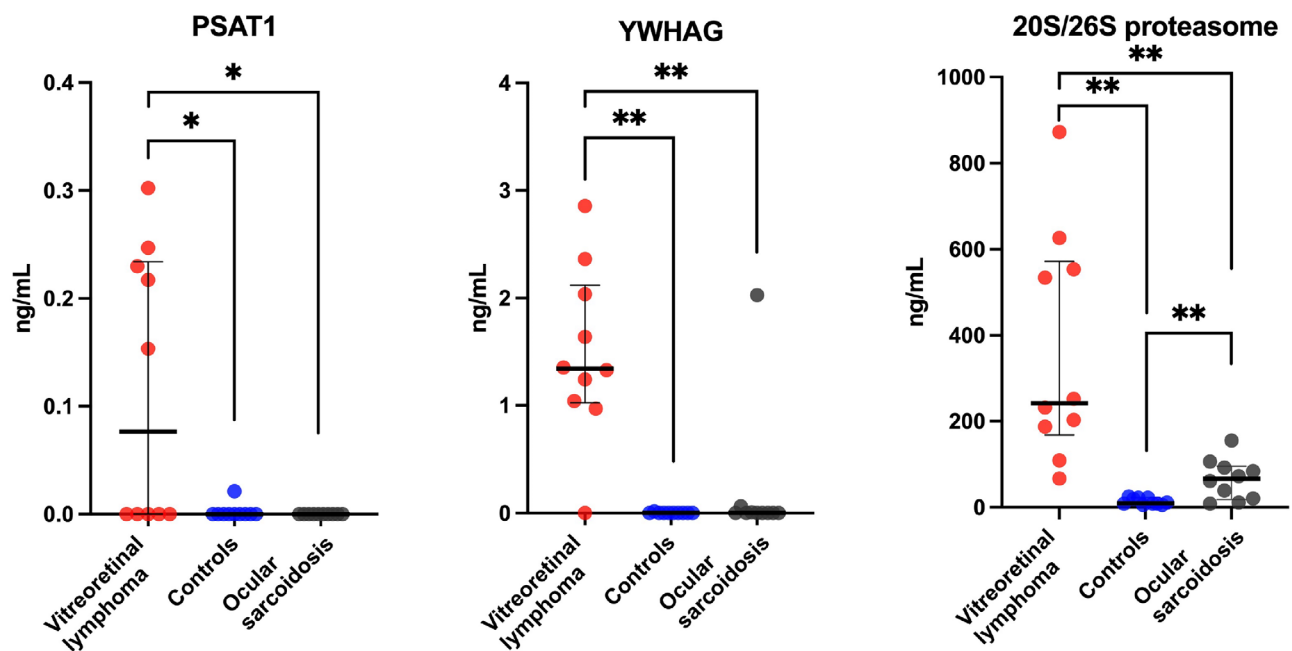 PSAT1
*
*
0.4
0.3
0.2
0.1
0.0
ng/mL
Vitreoretinal
lymphoma
Controls
Ocular
sarcoidosis
YWHAG
**
**
4
3
2
1
0
ng/mL
Vitreoretinal
lymphoma
Controls
Ocular
sarcoidosis
20S/26S proteasome
**
**
**
1000
800
600
400
200
0
ng/mL
Vitreoretinal
lymphoma
Controls
Ocular
sarcoidosis